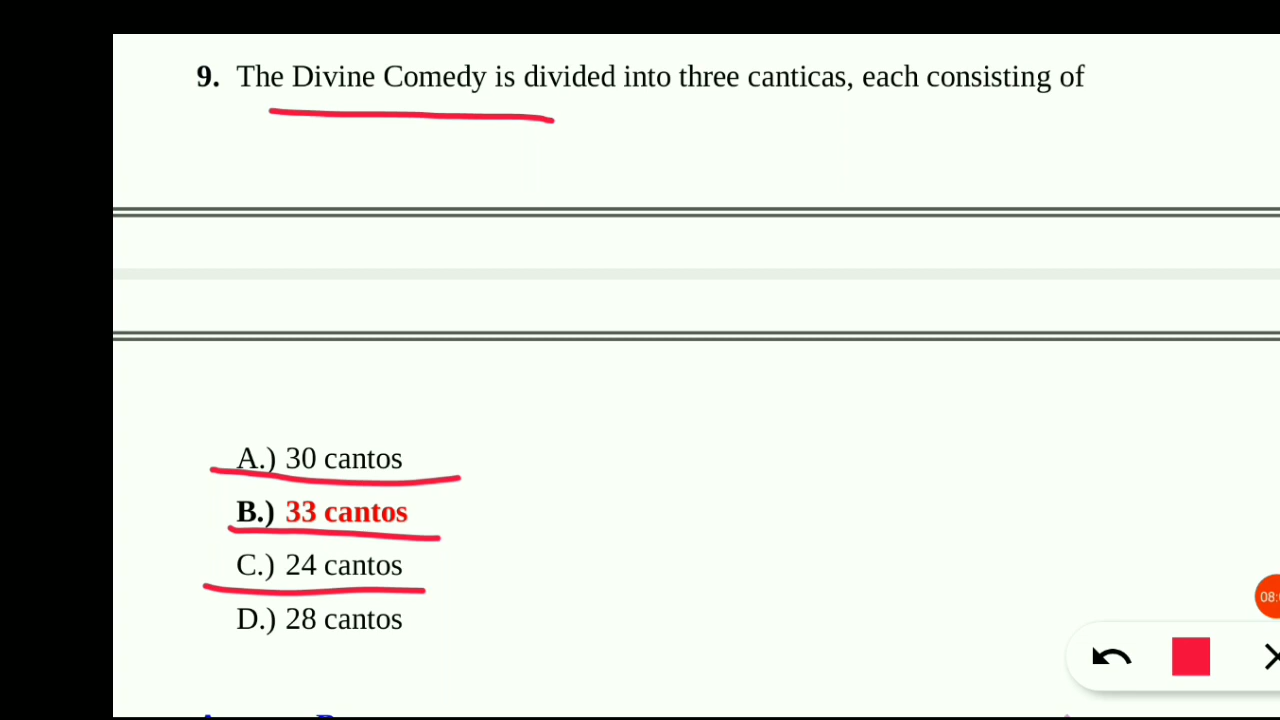 9. The Divine Comedy is divided into three canticas, each consisting of
A.) 30 cantos
B.) 33 cantos
C.) 24 cantos
D.) 28 cantos